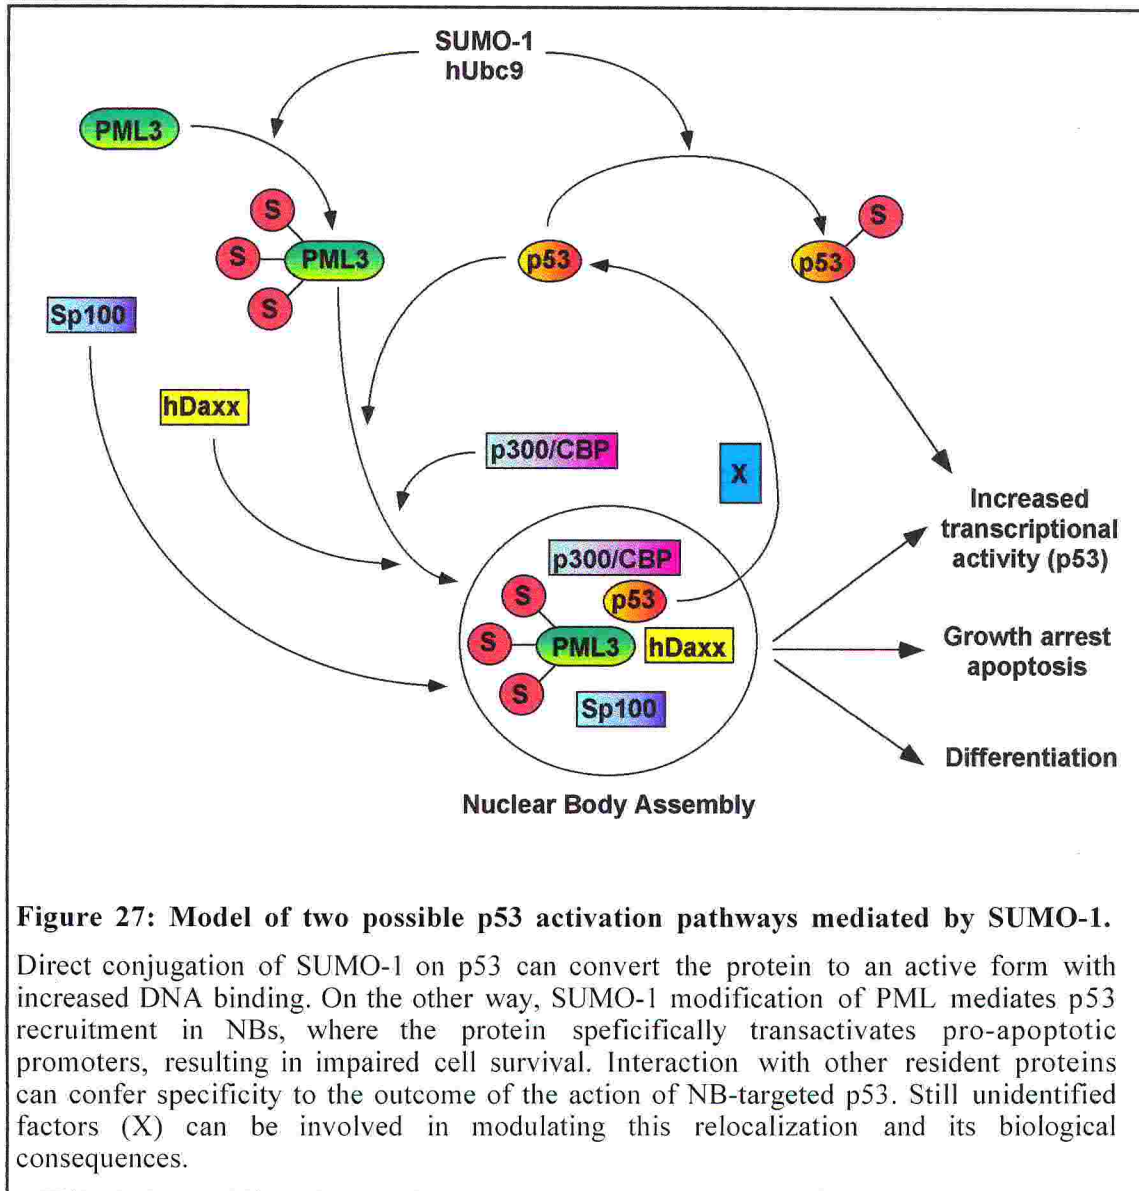 SUMO-1
hUbc9
PML3
S
S
PML3
S
p53
p53
S
Sp100
hDaxx
p300/CBP
X
Increased
transcriptional
activity (p53)
p300/CBP
S
p53
S
PML3
hDaxx
S
Sp100
Growth arrest
apoptosis
Differentiation
Nuclear Body Assembly
Figure 27: Model of two possible p53 activation pathways mediated by SUMO-1.
Direct conjugation of SUMO-1 on p53 can convert the protein to an active form with
increased DNA binding. On the other way, SUMO-1 modification of PML mediates p53
recruitment in NBs, where the protein speficifically transactivates pro-apoptotic
promoters, resulting in impaired cell survival. Interaction with other resident proteins
can confer specificity to the outcome of the action of NB-targeted p53. Still unidentified
factors (X) can be involved in modulating this relocalization and its biological
consequences.